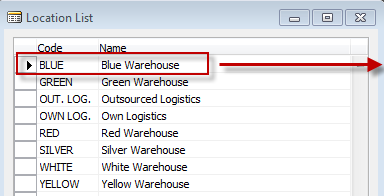 Location List
Code Name
BLUE Blue Warehouse
GREEN Green Warehouse
OUT. LOG. Outsourced Logistics
OWN LOG. Own Logistics
RED Red Warehouse
SILVER Silver Warehouse
WHITE White Warehouse
YELLOW Yellow Warehouse